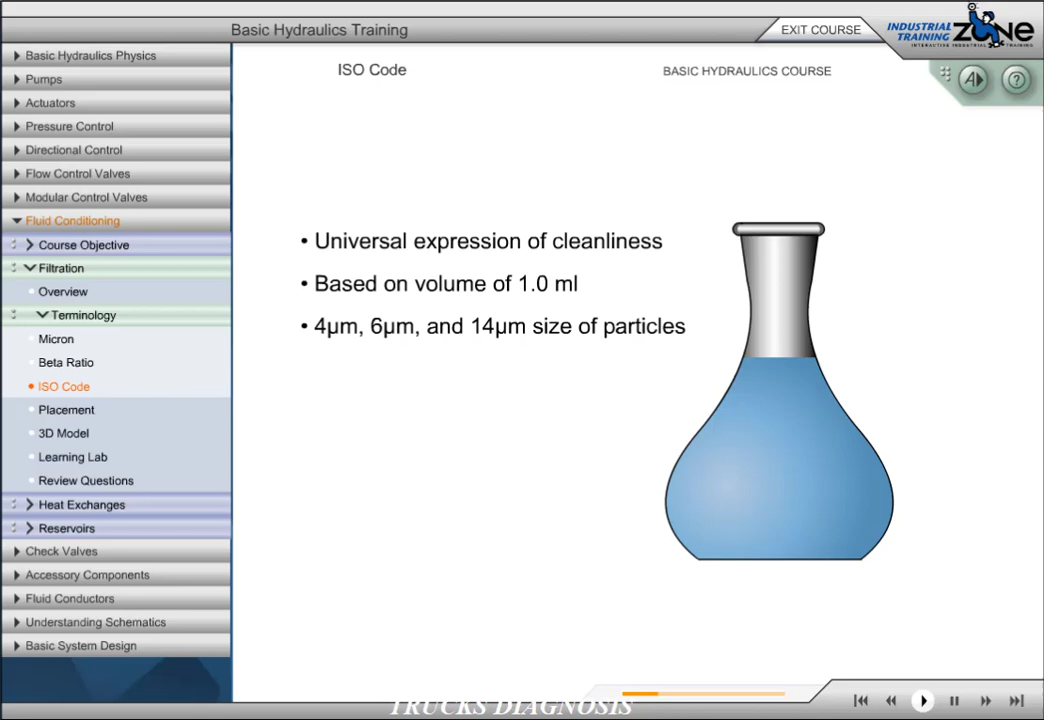 Basic Hydraulics Training
EXIT COURSE
INDUSTRIAL TRAINING ZONE
INTERACTIVE INDUSTRIAL TRAINING
ISO Code
BASIC HYDRAULICS COURSE
A
?
Basic Hydraulics Physics
Pumps
Actuators
Pressure Control
Directional Control
Flow Control Valves
Modular Control Valves
Fluid Conditioning
Course Objective
Filtration
Overview
Terminology
Micron
Beta Ratio
ISO Code
Placement
3D Model
Learning Lab
Review Questions
Heat Exchanges
Reservoirs
Check Valves
Accessory Components
Fluid Conductors
Understanding Schematics
Basic System Design
• Universal expression of cleanliness
• Based on volume of 1.0 ml
• 4µm, 6µm, and 14µm size of particles
TRUCKS DIAGNOSIS